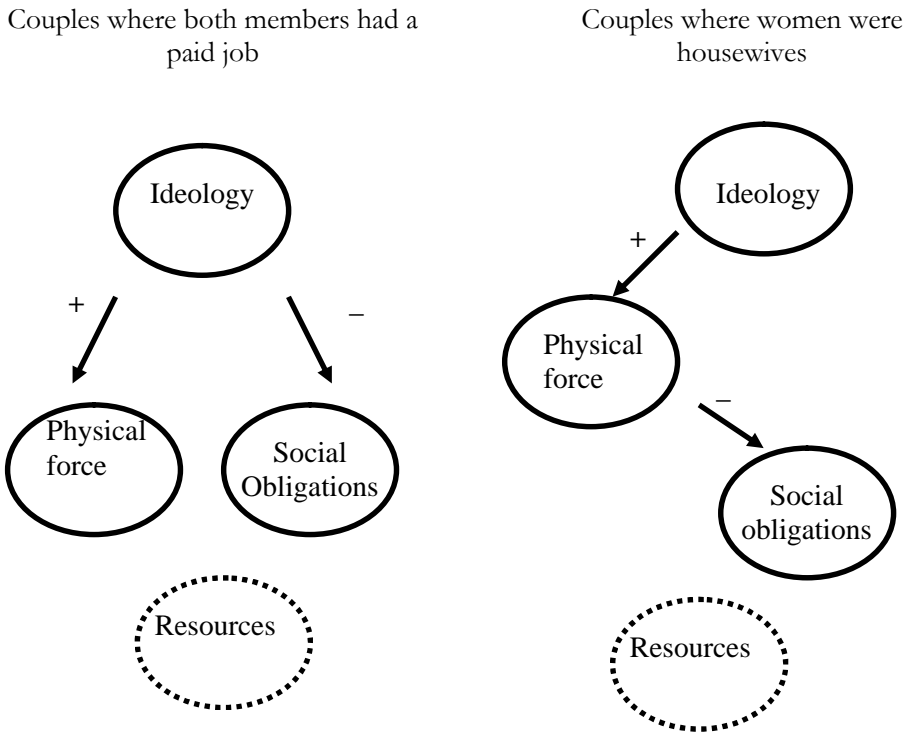 Couples where both members had a
paid job
Ideology
+
–
Physical
force
Social
Obligations
Resources
Couples where women were
housewives
Ideology
+
Physical
force
–
Social
obligations
Resources